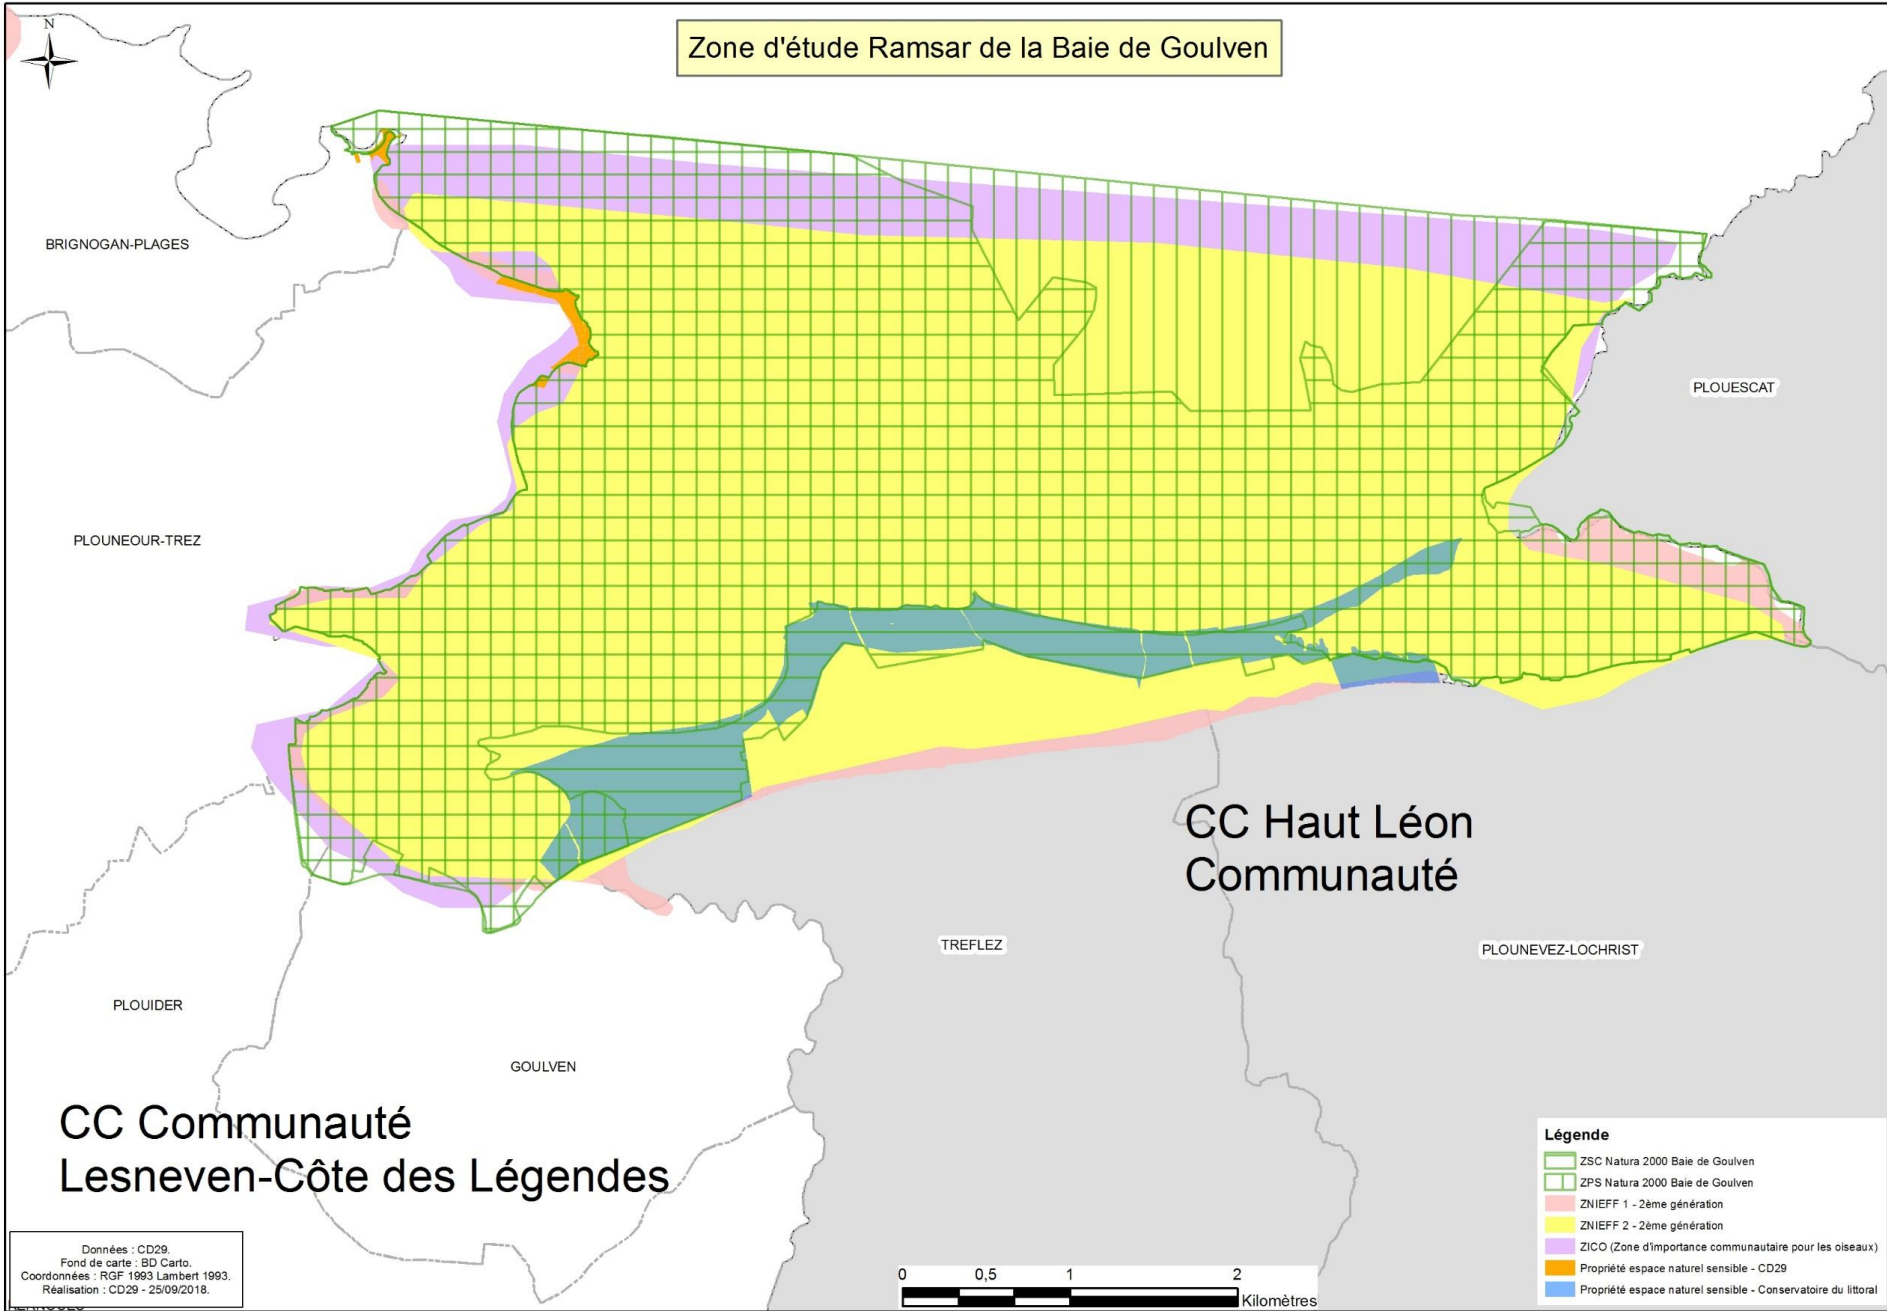 Zone d'étude Ramsar de la Baie de Goulven
N
BRIGNOGAN-PLAGES
PLOUESCAT
PLOUNEOUR-TREZ
CC Haut Léon
Communauté
TREFLEZ
PLOUNEVEZ-LOCHRIST
PLOUIDER
GOULVEN
CC Communauté
Lesneven-Côte des Légendes
Légende
ZSC Natura 2000 Baie de Goulven
ZPS Natura 2000 Baie de Goulven
ZNIEFF 1 - 2ème génération
ZNIEFF 2 - 2ème génération
ZICO (Zone d'importance communautaire pour les oiseaux)
Propriété espace naturel sensible - CD29
Propriété espace naturel sensible - Conservatoire du littoral
Données : CD29.
Fond de carte : BD Carto.
Coordonnées : RGF 1993 Lambert 1993.
Réalisation : CD29 - 25/09/2018.
0 0,5 1 2
Kilomètres